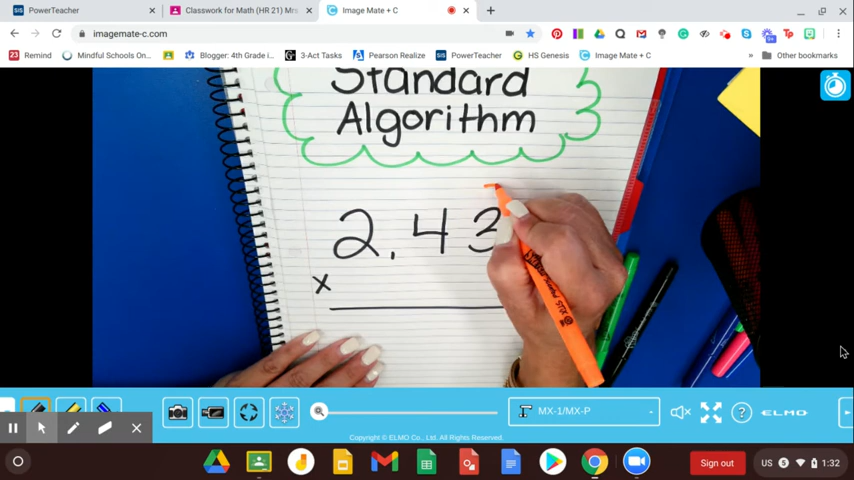 PowerTeacher
Classwork for Math (HR 21) Mrs
Image Mate + C
imagemate-c.com
Remind
Mindful Schools On...
Blogger: 4th Grade i...
3-Act Tasks
Pearson Realize
PowerTeacher
HS Genesis
Image Mate + C
Other bookmarks
Standard
Algorithm
2,43
x
MX-1/MX-P
ELMO
Copyright © ELMO Co., Ltd. All Rights Reserved.
Sign out
US
1:32